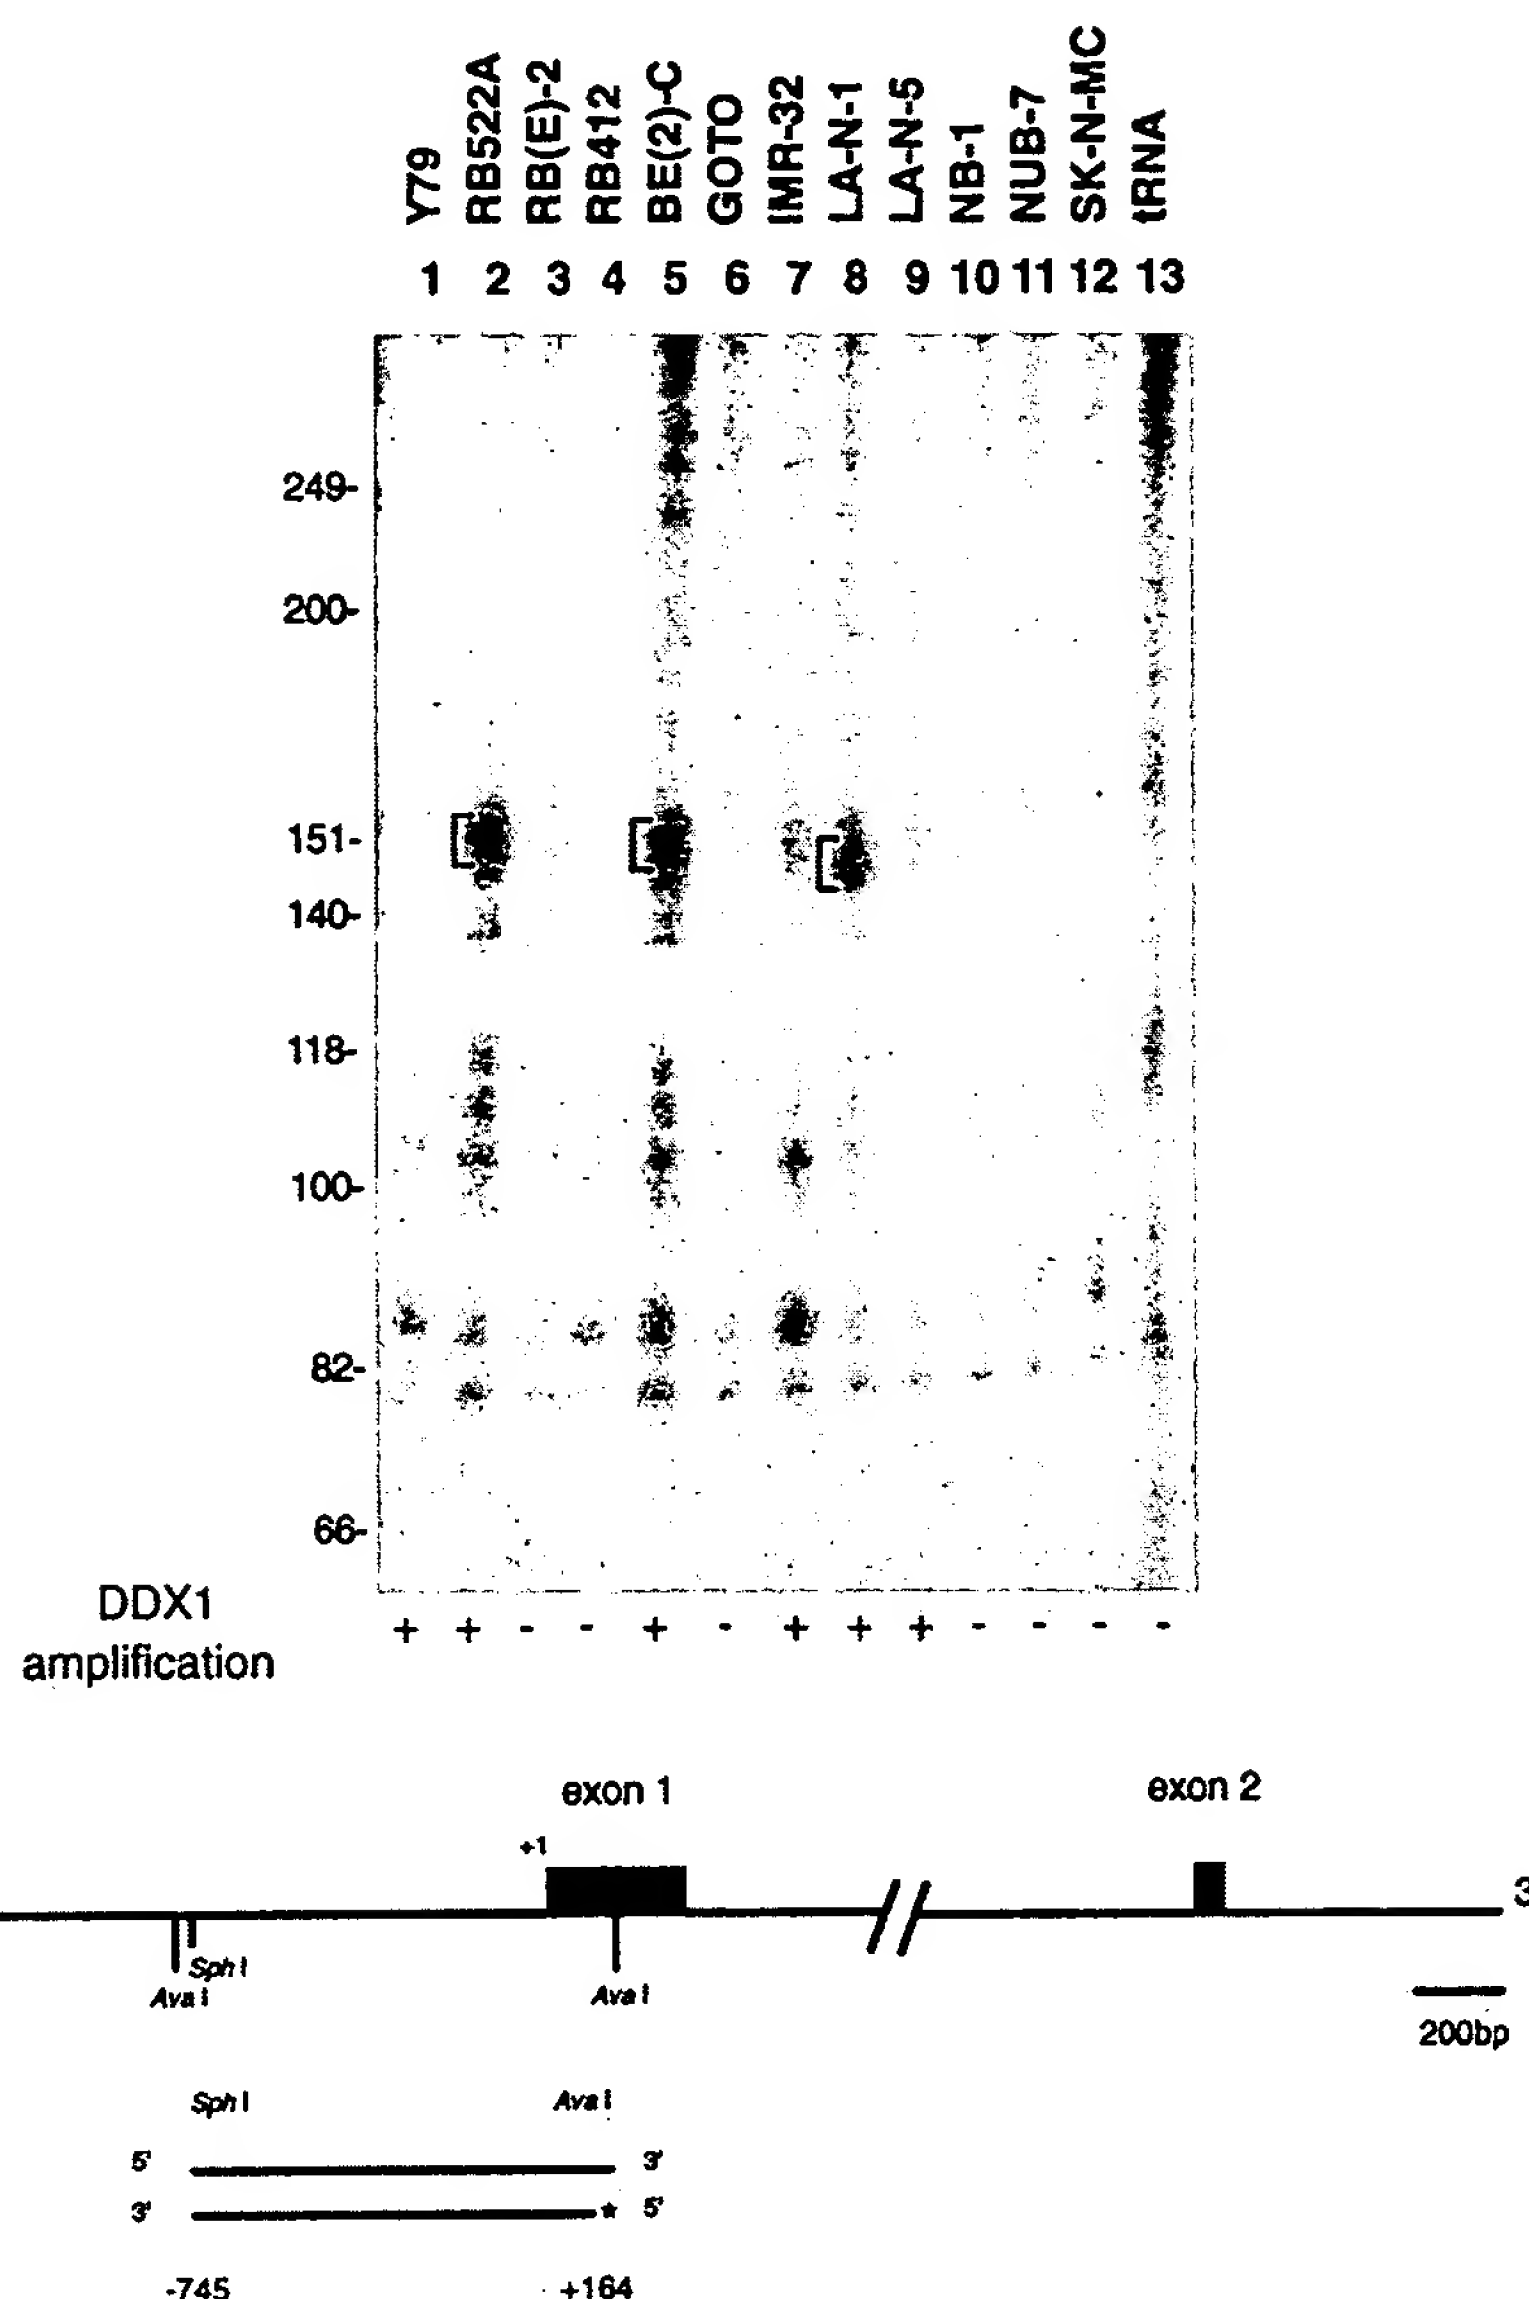 Y79 RB522A RB(E)-2 RB412 BE(2)-C GOTO IMR-32 LA-N-1 LA-N-5 NB-1 NUB-7 SK-N-MC tRNA
1 2 3 4 5 6 7 8 9 10 11 12 13
249-
200-
151-
140-
118-
100-
82-
66-
DDX1
amplification
+ + - - + - + + + - - - -
exon 1 exon 2
+1
3
Sph I
Ava I Ava I
200bp
Sph I Ava I
5' 3'
3' * 5'
-745 +164